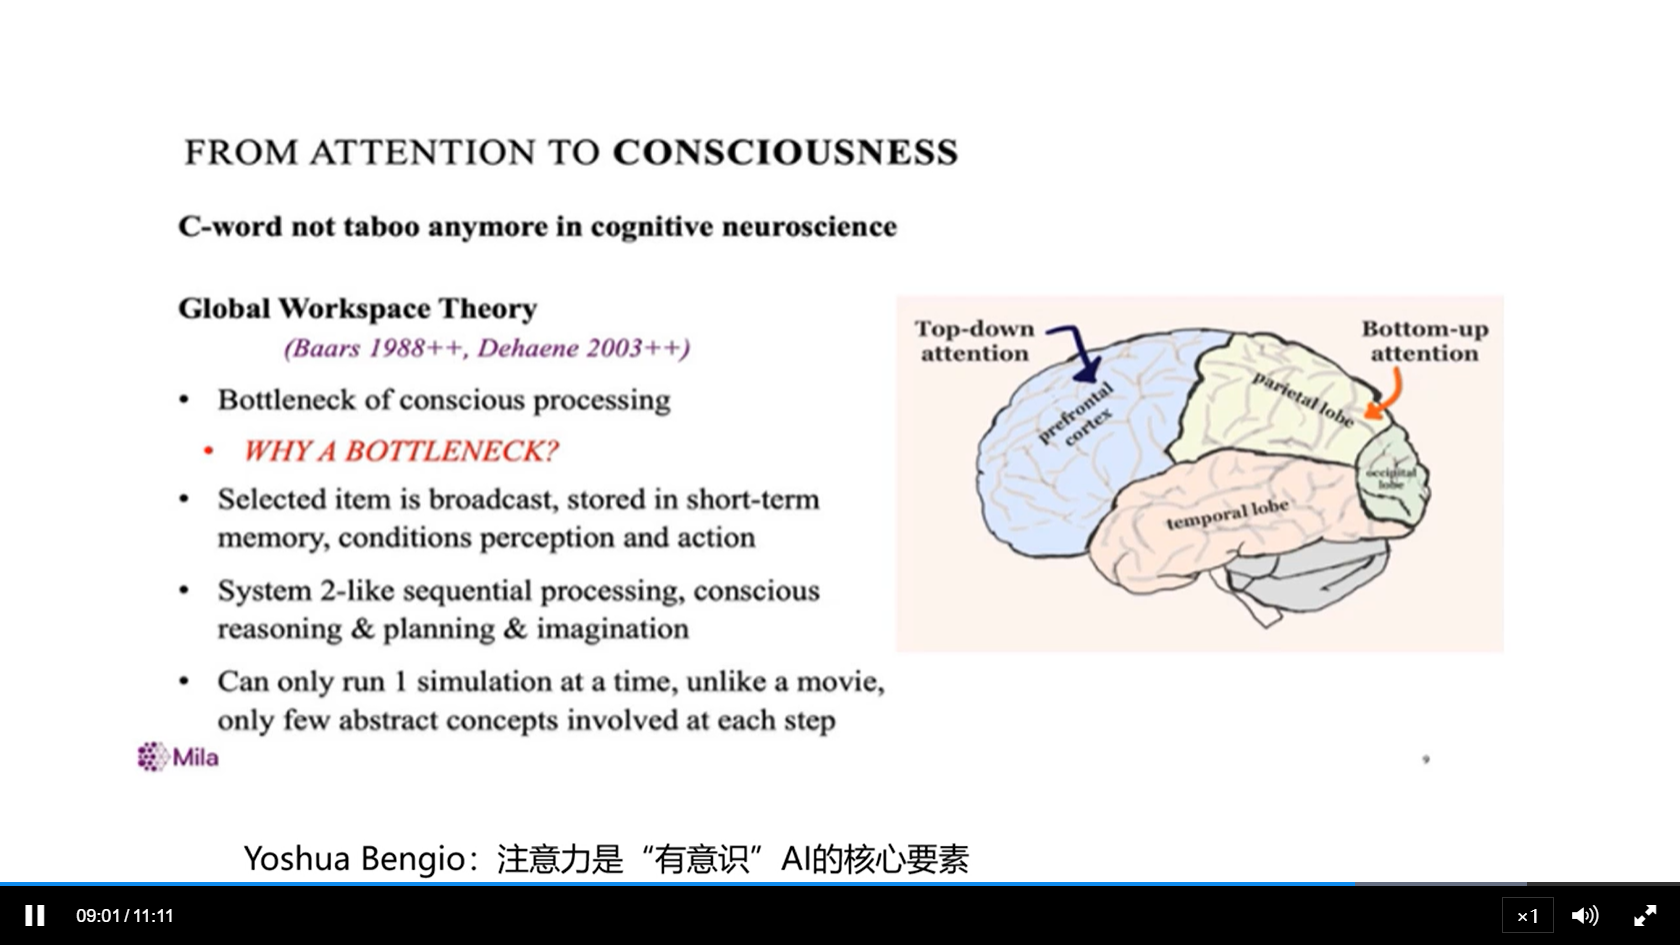 FROM ATTENTION TO CONSCIOUSNESS
C-word not taboo anymore in cognitive neuroscience
Global Workspace Theory
(Baars 1988++, Dehaene 2003++)
• Bottleneck of conscious processing
• WHY A BOTTLENECK?
• Selected item is broadcast, stored in short-term
memory, conditions perception and action
• System 2-like sequential processing, conscious
reasoning & planning & imagination
• Can only run 1 simulation at a time, unlike a movie,
only few abstract concepts involved at each step
Top-down
attention
Bottom-up
attention
prefrontal
cortex
parietal lobe
occipital
lobe
temporal lobe
Mila
9
Yoshua Bengio：注意力是“有意识”AI的核心要素
09:01 / 11:11
×1